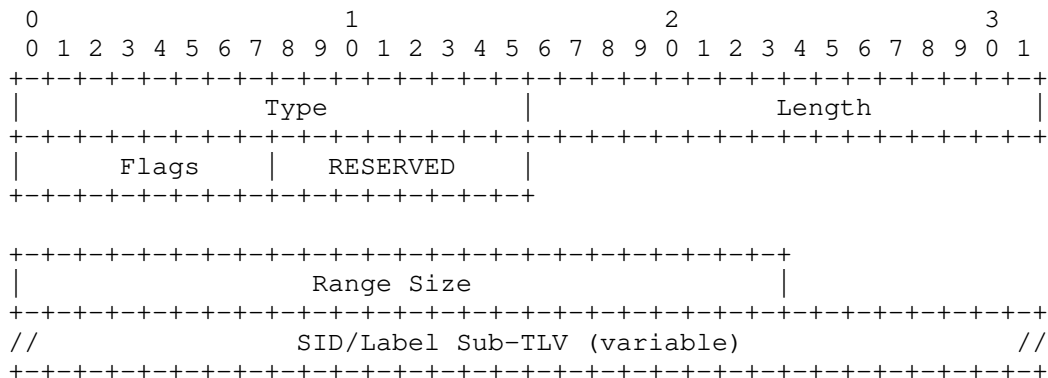 0                   1                   2                   3
 0 1 2 3 4 5 6 7 8 9 0 1 2 3 4 5 6 7 8 9 0 1 2 3 4 5 6 7 8 9 0 1
+-+-+-+-+-+-+-+-+-+-+-+-+-+-+-+-+-+-+-+-+-+-+-+-+-+-+-+-+-+-+-+-+
|               Type            |               Length          |
+-+-+-+-+-+-+-+-+-+-+-+-+-+-+-+-+-+-+-+-+-+-+-+-+-+-+-+-+-+-+-+-+
|      Flags    |   RESERVED    |
+-+-+-+-+-+-+-+-+-+-+-+-+-+-+-+-+

+-+-+-+-+-+-+-+-+-+-+-+-+-+-+-+-+-+-+-+-+-+-+-+-+
|                  Range Size                   |
+-+-+-+-+-+-+-+-+-+-+-+-+-+-+-+-+-+-+-+-+-+-+-+-+-+-+-+-+-+-+-+-+
//                SID/Label Sub-TLV (variable)                 //
+-+-+-+-+-+-+-+-+-+-+-+-+-+-+-+-+-+-+-+-+-+-+-+-+-+-+-+-+-+-+-+-+